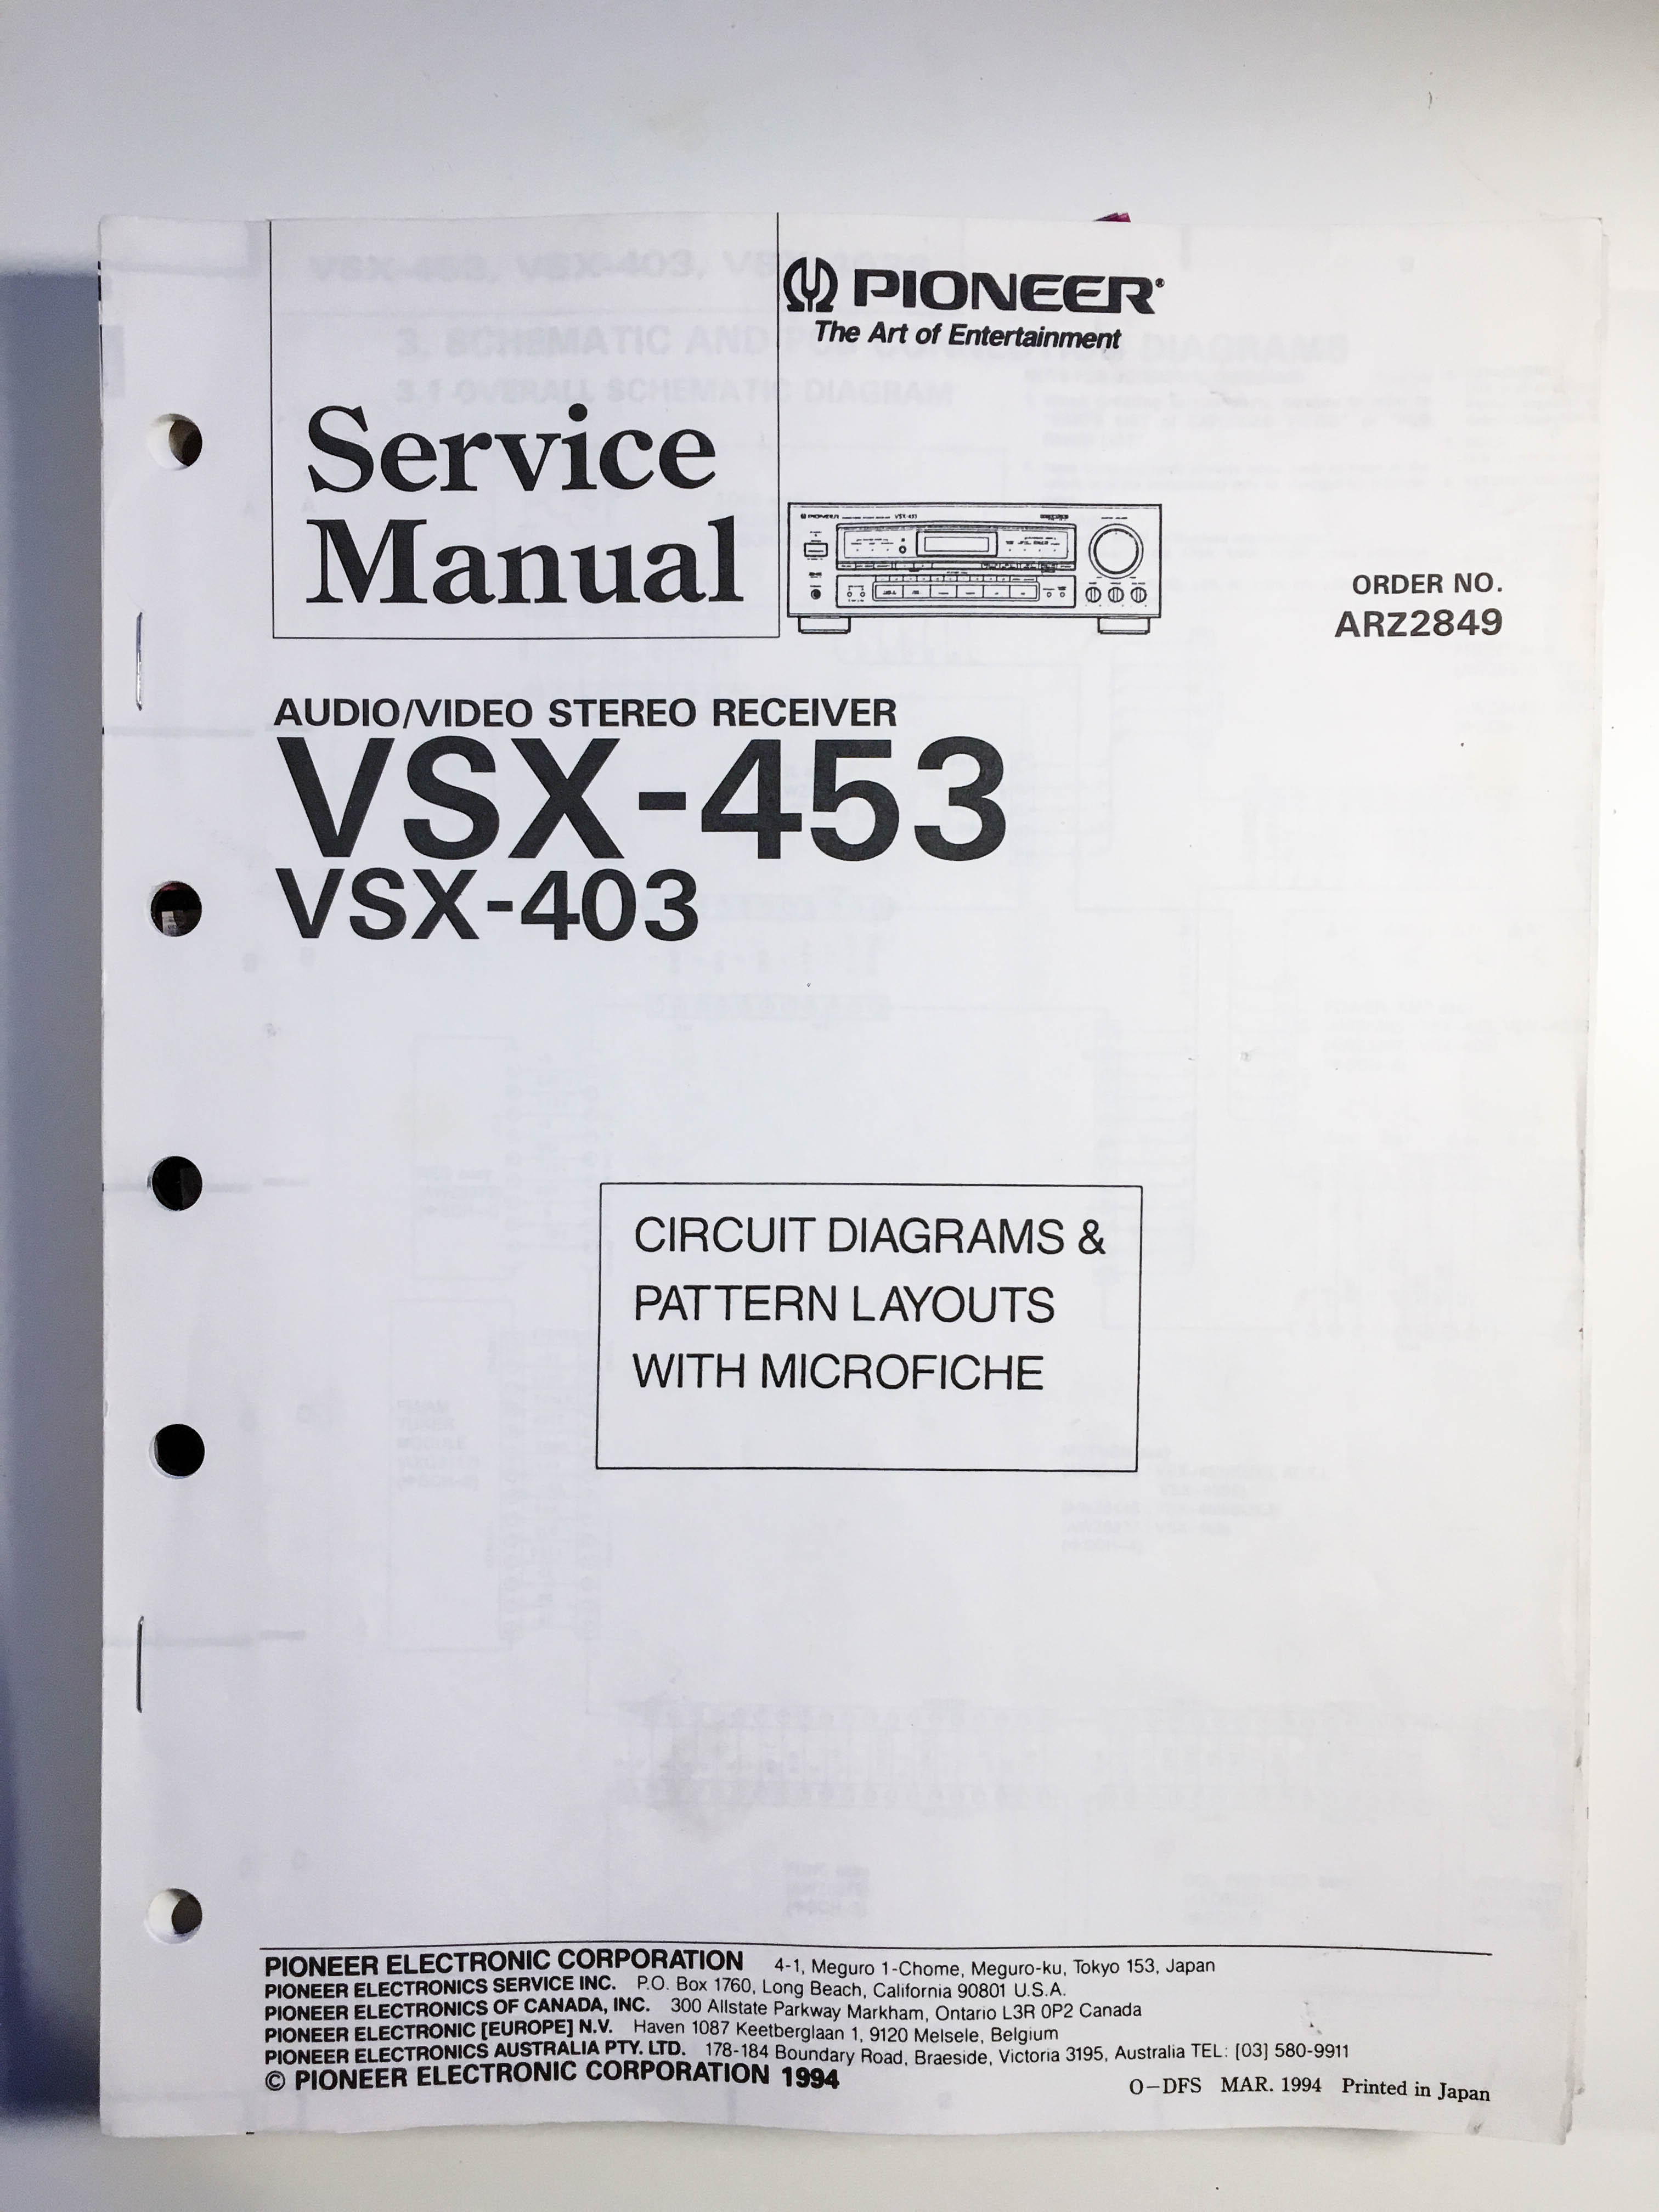 PIONEER®
The Art of Entertainment
Service
Manual
PIONEER VSX-453
ORDER NO.
ARZ2849
AUDIO/VIDEO STEREO RECEIVER
VSX-453
VSX-403
CIRCUIT DIAGRAMS &
PATTERN LAYOUTS
WITH MICROFICHE
PIONEER ELECTRONIC CORPORATION 4-1, Meguro 1-Chome, Meguro-ku, Tokyo 153, Japan
PIONEER ELECTRONICS SERVICE INC. P.O. Box 1760, Long Beach, California 90801 U.S.A.
PIONEER ELECTRONICS OF CANADA, INC. 300 Allstate Parkway Markham, Ontario L3R 0P2 Canada
PIONEER ELECTRONIC [EUROPE] N.V. Haven 1087 Keetberglaan 1, 9120 Melsele, Belgium
PIONEER ELECTRONICS AUSTRALIA PTY. LTD. 178-184 Boundary Road, Braeside, Victoria 3195, Australia TEL: [03] 580-9911
© PIONEER ELECTRONIC CORPORATION 1994
O–DFS MAR. 1994 Printed in Japan